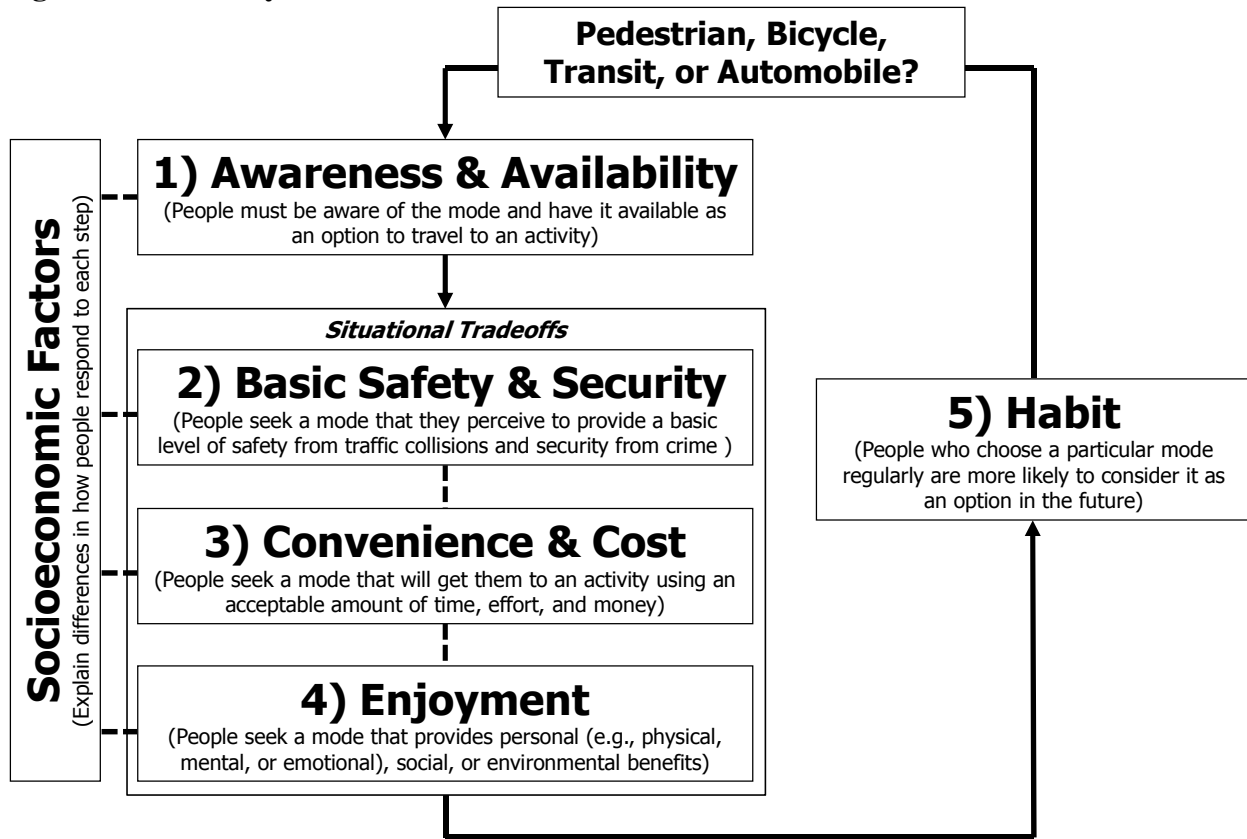 Pedestrian, Bicycle,
Transit, or Automobile?
Socioeconomic Factors
(Explain differences in how people respond to each step)
1) Awareness & Availability
(People must be aware of the mode and have it available as
an option to travel to an activity)
Situational Tradeoffs
2) Basic Safety & Security
(People seek a mode that they perceive to provide a basic
level of safety from traffic collisions and security from crime )
3) Convenience & Cost
(People seek a mode that will get them to an activity using an
acceptable amount of time, effort, and money)
4) Enjoyment
(People seek a mode that provides personal (e.g., physical,
mental, or emotional), social, or environmental benefits)
5) Habit
(People who choose a particular mode
regularly are more likely to consider it as
an option in the future)